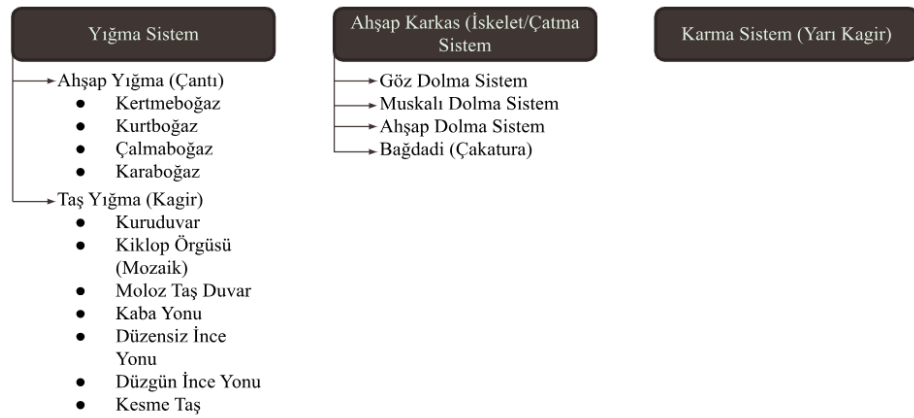 Yığma Sistem
Ahşap Yığma (Çantı)
● Kertmeboğaz
● Kurtboğaz
● Çalmaboğaz
● Karaboğaz
Taş Yığma (Kagir)
● Kuruduvar
● Kiklop Örgüsü
(Mozaik)
● Moloz Taş Duvar
● Kaba Yonu
● Düzensiz İnce
Yonu
● Düzgün İnce Yonu
● Kesme Taş
Ahşap Karkas (İskelet/Çatma
Sistem
Göz Dolma Sistem
Muskalı Dolma Sistem
Ahşap Dolma Sistem
Bağdadi (Çakatura)
Karma Sistem (Yarı Kagir)